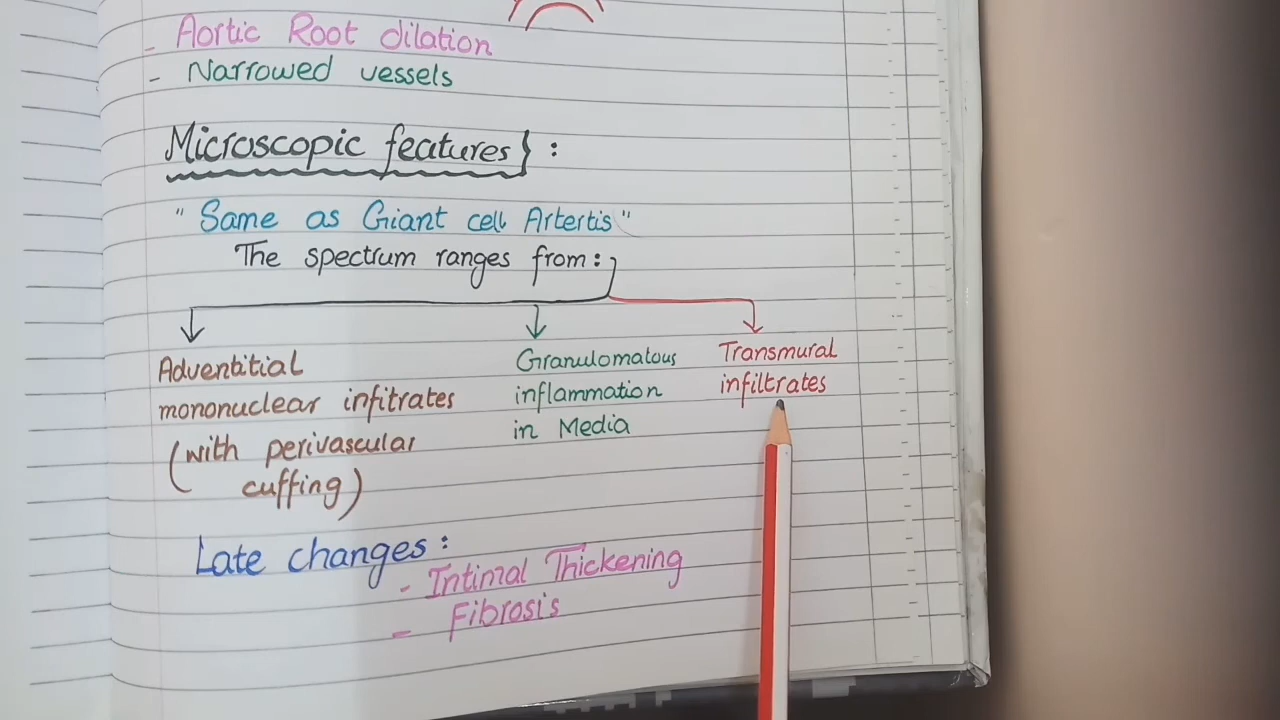 - Aortic Root dilation
- Narrowed vessels
Microscopic features} :
" Same as Giant cell Artertis "
The spectrum ranges from :
Adventitial
mononuclear infitrates
(with perivascular
cuffing)
Granulomatous
inflammation
in Media
Transmural
infiltrates
Late changes :
- Intimal Thickening
- Fibrosis